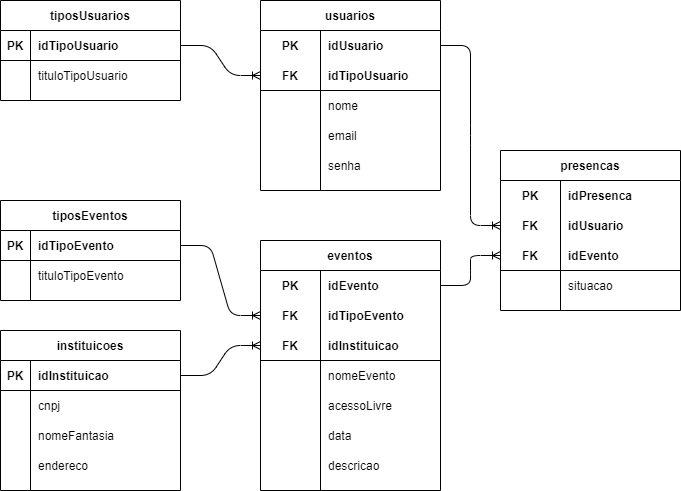 tiposUsuarios
PK idTipoUsuario
tituloTipoUsuario
usuarios
PK idUsuario
FK idTipoUsuario
nome
email
senha
presencas
PK idPresenca
FK idUsuario
FK idEvento
situacao
tiposEventos
PK idTipoEvento
tituloTipoEvento
eventos
PK idEvento
FK idTipoEvento
FK idInstituicao
nomeEvento
acessoLivre
data
descricao
instituicoes
PK idInstituicao
cnpj
nomeFantasia
endereco